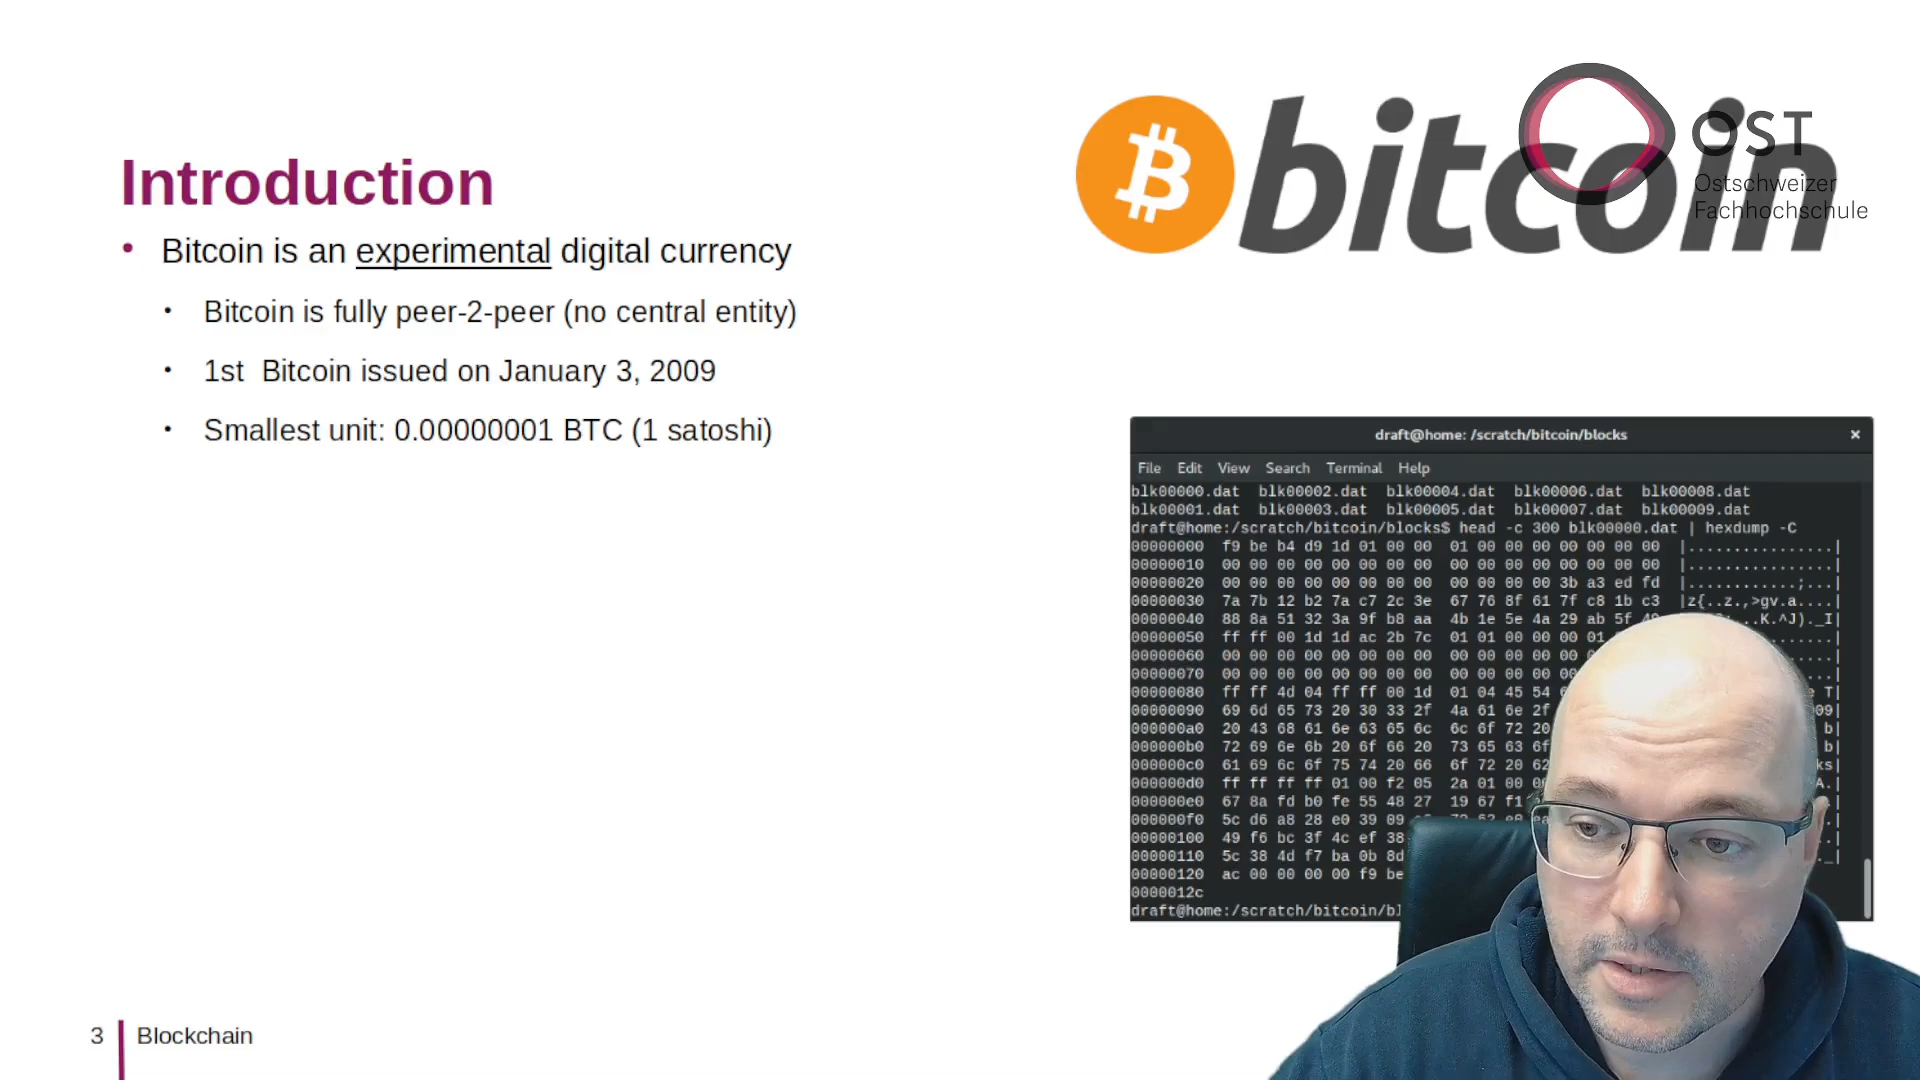 bitcoin
OST
Ostschweizer
Fachhochschule
Introduction
• Bitcoin is an experimental digital currency
• Bitcoin is fully peer-2-peer (no central entity)
• 1st Bitcoin issued on January 3, 2009
• Smallest unit: 0.00000001 BTC (1 satoshi)
draft@home: /scratch/bitcoin/blocks ×
File Edit View Search Terminal Help
blk00000.dat blk00002.dat blk00004.dat blk00006.dat blk00008.dat
blk00001.dat blk00003.dat blk00005.dat blk00007.dat blk00009.dat
draft@home:/scratch/bitcoin/blocks$ head -c 300 blk00000.dat | hexdump -C
00000000 f9 be b4 d9 1d 01 00 00 01 00 00 00 00 00 00 00 |................|
00000010 00 00 00 00 00 00 00 00 00 00 00 00 00 00 00 00 |................|
00000020 00 00 00 00 00 00 00 00 00 00 00 00 3b a3 ed fd |............;...|
00000030 7a 7b 12 b2 7a c7 2c 3e 67 76 8f 61 7f c8 1b c3 |z{..z.,>gv.a....|
00000040 88 8a 51 32 3a 9f b8 aa 4b 1e 5e 4a 29 ab 5f ..K.^J)._I|
00000050 ff ff 00 1d 1d ac 2b 7c 01 01 00 00 00 01 ......|
00000060 00 00 00 00 00 00 00 00 00 00 00 00 00 .....|
00000070 00 00 00 00 00 00 00 00 00 00 00 00 00 ...|
00000080 ff ff 4d 04 ff ff 00 1d 01 04 45 54 e T|
00000090 69 6d 65 73 20 30 33 2f 4a 61 6e 2f 09|
000000a0 20 43 68 61 6e 63 65 6c 6c 6f 72 20 b|
000000b0 72 69 6e 6b 20 6f 66 20 73 65 63 6f b|
000000c0 61 69 6c 6f 75 74 20 66 6f 72 20 62 ks|
000000d0 ff ff ff ff 01 00 f2 05 2a 01 00 00 A.|
000000e0 67 8a fd b0 fe 55 48 27 19 67 f1 .|
000000f0 5c d6 a8 28 e0 39 09 .|
00000100 49 f6 bc 3f 4c ef 38 .|
00000110 5c 38 4d f7 ba 0b 8d ._|
00000120 ac 00 00 00 00 f9 be
0000012c
draft@home:/scratch/bitcoin/bl
3 Blockchain